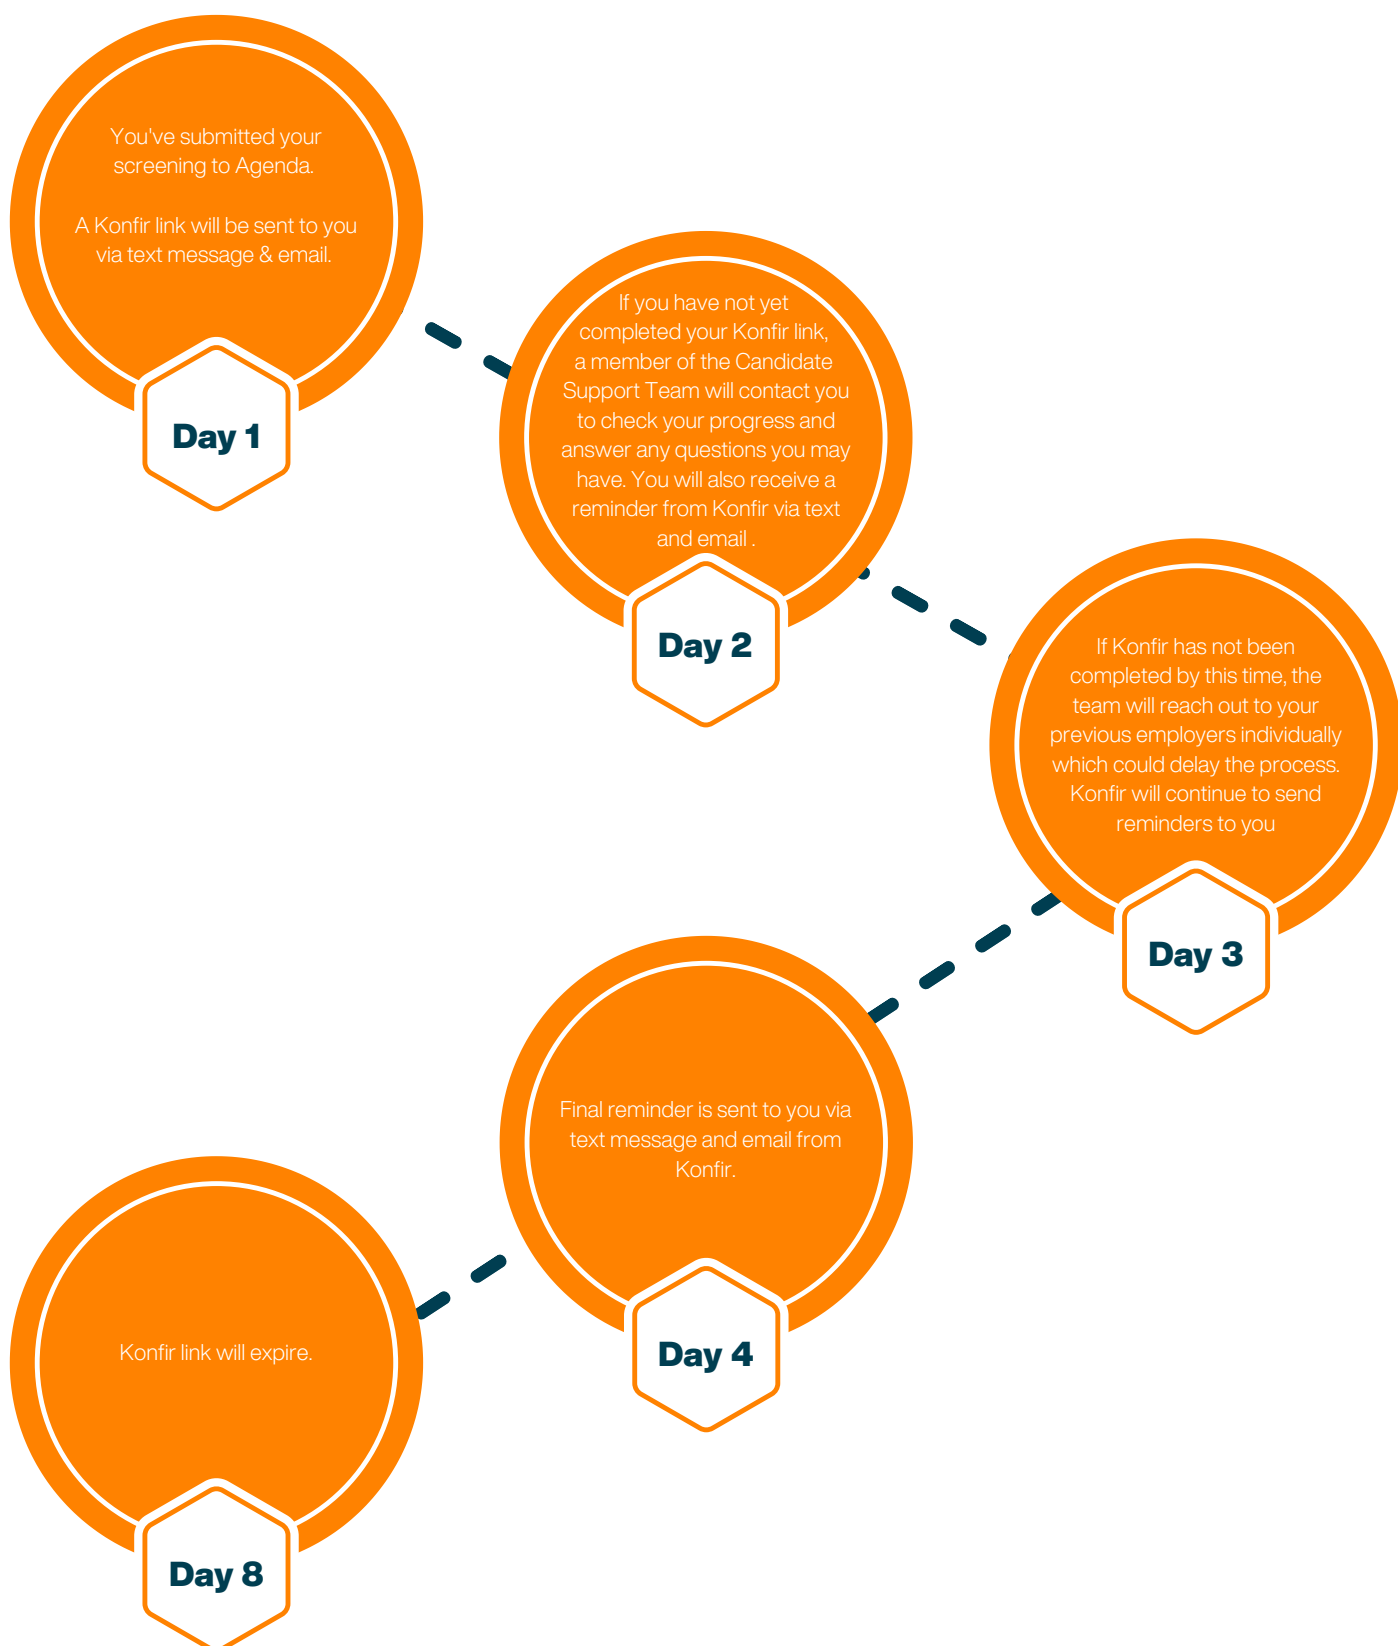 You've submitted your
screening to Agenda.
A Konfir link will be sent to you
via text message & email.
Day 1
If you have not yet
completed your Konfir link,
a member of the Candidate
Support Team will contact you
to check your progress and
answer any questions you may
have. You will also receive a
reminder from Konfir via text
and email .
Day 2
If Konfir has not been
completed by this time, the
team will reach out to your
previous employers individually
which could delay the process.
Konfir will continue to send
reminders to you
Day 3
Final reminder is sent to you via
text message and email from
Konfir.
Day 4
Konfir link will expire.
Day 8